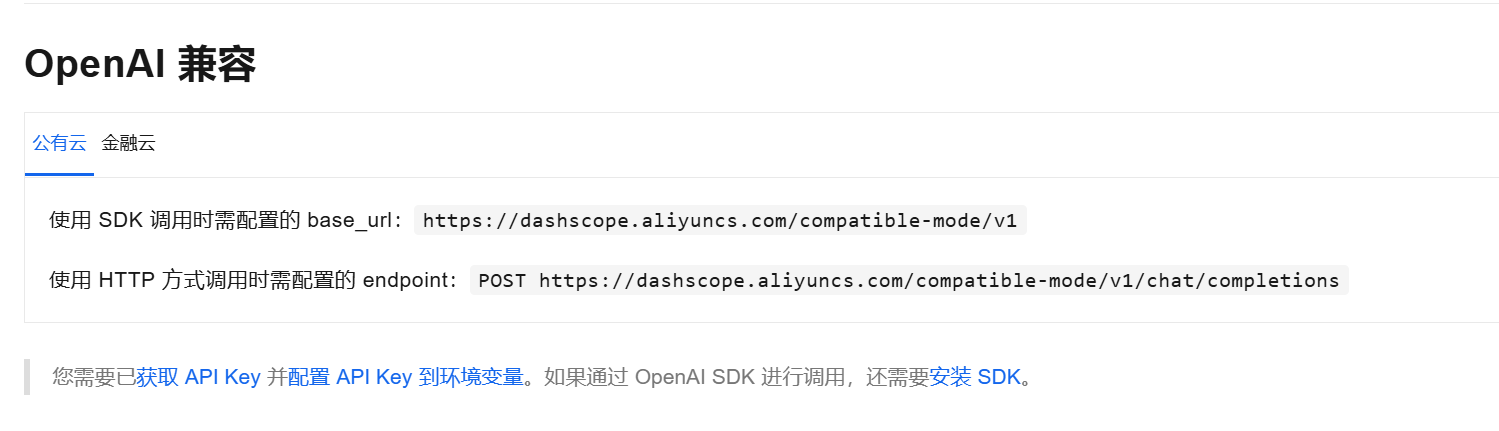 OpenAI 兼容
公有云 金融云
使用 SDK 调用时需配置的 base_url：https://dashscope.aliyuncs.com/compatible-mode/v1
使用 HTTP 方式调用时需配置的 endpoint：POST https://dashscope.aliyuncs.com/compatible-mode/v1/chat/completions
您需要已获取 API Key 并配置 API Key 到环境变量。如果通过 OpenAI SDK 进行调用，还需要安装 SDK。